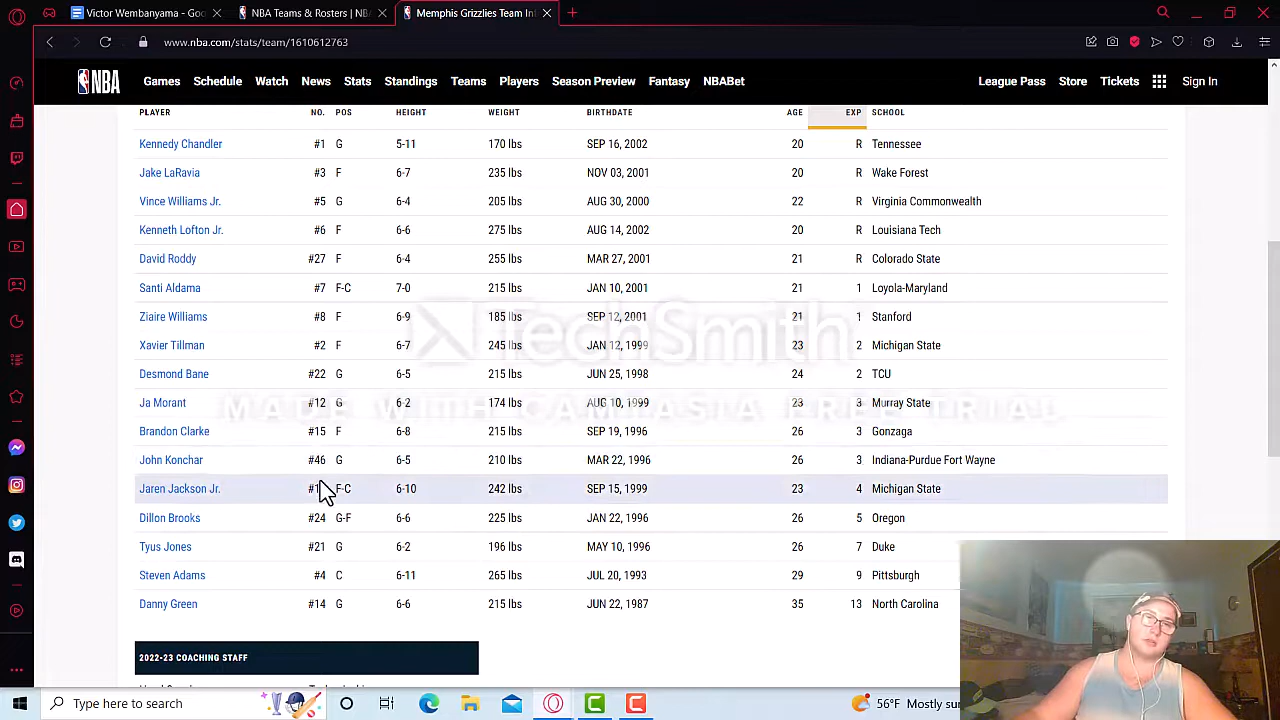 Victor Wembanyama - Goo
NBA Teams & Rosters | NBA
Memphis Grizzlies Team In
www.nba.com/stats/team/1610612763
NBA Games Schedule Watch News Stats Standings Teams Players Season Preview Fantasy NBABet League Pass Store Tickets Sign In
PLAYER NO. POS HEIGHT WEIGHT BIRTHDATE AGE EXP SCHOOL
Kennedy Chandler #1 G 5-11 170 lbs SEP 16, 2002 20 R Tennessee
Jake LaRavia #3 F 6-7 235 lbs NOV 03, 2001 20 R Wake Forest
Vince Williams Jr. #5 G 6-4 205 lbs AUG 30, 2000 22 R Virginia Commonwealth
Kenneth Lofton Jr. #6 F 6-6 275 lbs AUG 14, 2002 20 R Louisiana Tech
David Roddy #27 F 6-4 255 lbs MAR 27, 2001 21 R Colorado State
Santi Aldama #7 F-C 7-0 215 lbs JAN 10, 2001 21 1 Loyola-Maryland
Ziaire Williams #8 F 6-9 185 lbs SEP 12, 2001 21 1 Stanford
Xavier Tillman #2 F 6-7 245 lbs JAN 12, 1999 23 2 Michigan State
Desmond Bane #22 G 6-5 215 lbs JUN 25, 1998 24 2 TCU
Ja Morant #12 G 6-2 174 lbs AUG 10, 1999 23 3 Murray State
Brandon Clarke #15 F 6-8 215 lbs SEP 19, 1996 26 3 Gonzaga
John Konchar #46 G 6-5 210 lbs MAR 22, 1996 26 3 Indiana-Purdue Fort Wayne
Jaren Jackson Jr. F-C 6-10 242 lbs SEP 15, 1999 23 4 Michigan State
Dillon Brooks #24 G-F 6-6 225 lbs JAN 22, 1996 26 5 Oregon
Tyus Jones #21 G 6-2 196 lbs MAY 10, 1996 26 7 Duke
Steven Adams #4 C 6-11 265 lbs JUL 20, 1993 29 9 Pittsburgh
Danny Green #14 G 6-6 215 lbs JUN 22, 1987 35 13 North Carolina
TechSmith
MADE WITH CAMTASIA FREE TRIAL
2022-23 COACHING STAFF
Type here to search
56°F Mostly sunny